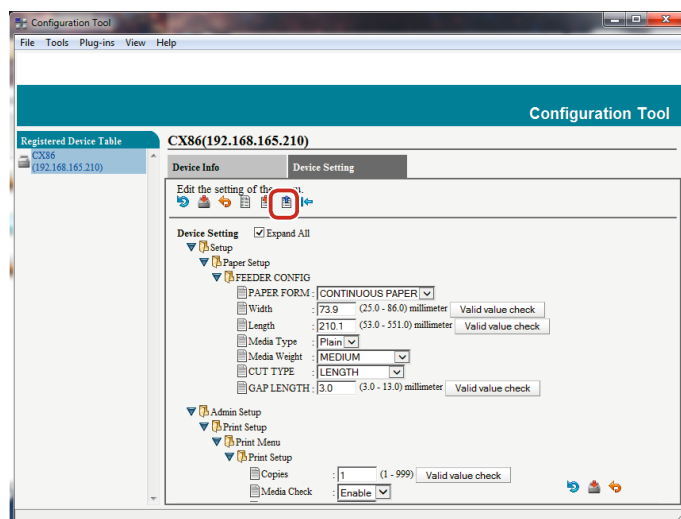 Configuration Tool
File Tools Plug-ins View Help
Configuration Tool
Registered Device Table
CX86
(192.168.165.210)
CX86(192.168.165.210)
Device Info Device Setting
Edit the setting of the
Device Setting Expand All
Setup
Paper Setup
FEEDER CONFIG
PAPER FORM : CONTINUOUS PAPER
Width : 73.9 (25.0 - 86.0) millimeter Valid value check
Length : 210.1 (53.0 - 551.0) millimeter Valid value check
Media Type : Plain
Media Weight : MEDIUM
CUT TYPE : LENGTH
GAP LENGTH : 3.0 (3.0 - 13.0) millimeter Valid value check
Admin Setup
Print Setup
Print Menu
Print Setup
Copies : 1 (1 - 999) Valid value check
Media Check : Enable